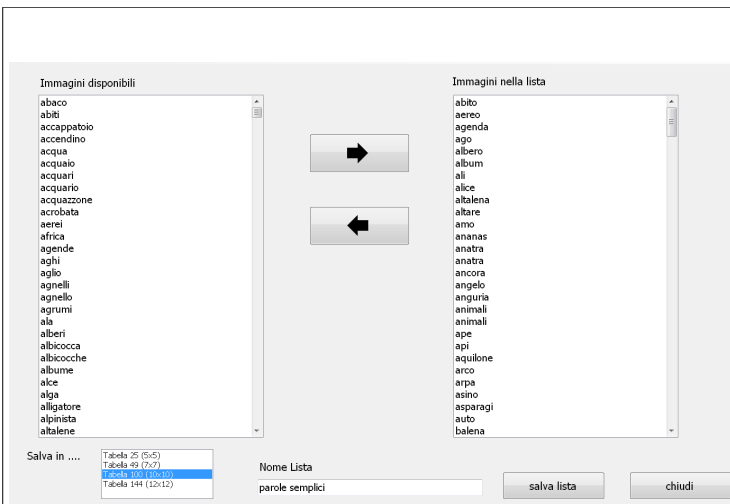 Immagini disponibili
abaco
abiti
accappatoio
accendino
acqua
acquaio
acquari
acquario
acquazzone
acrobata
aerei
africa
agende
aghi
aglio
agnelli
agnello
agrumi
ala
alberi
albicocca
albicocche
albume
alce
alga
alligatore
alpinista
altalene
Immagini nella lista
abito
aereo
agenda
ago
albero
album
ali
alice
altalena
altare
amo
ananas
anatra
anatra
ancora
angelo
anguria
animali
animali
ape
api
aquilone
arco
arpa
asino
asparagi
auto
balena
Salva in ....
Tabella 25 (5x5)
Tabella 49 (7x7)
Tabella 100 (10x10)
Tabella 144 (12x12)
Nome Lista
parole semplici
salva lista
chiudi